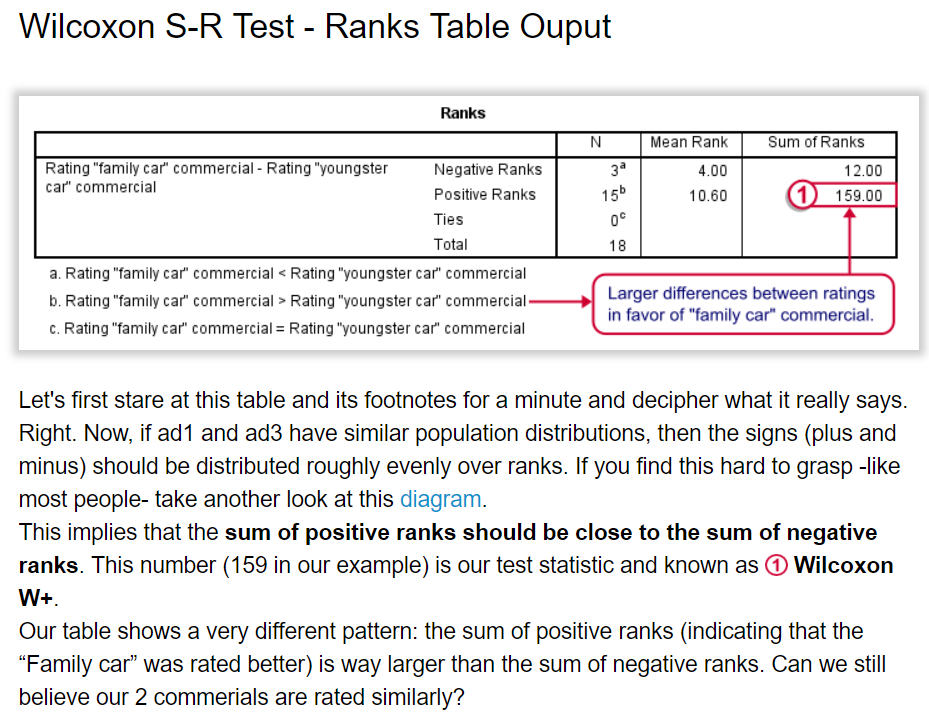 Wilcoxon S-R Test - Ranks Table Ouput
Ranks
N Mean Rank Sum of Ranks
Rating "family car" commercial - Rating "youngster Negative Ranks 3a 4.00 12.00
car" commercial Positive Ranks 15b 10.60 1 159.00
Ties 0c
Total 18
a. Rating "family car" commercial < Rating "youngster car" commercial
b. Rating "family car" commercial > Rating "youngster car" commercial
c. Rating "family car" commercial = Rating "youngster car" commercial
Larger differences between ratings
in favor of "family car" commercial.
Let's first stare at this table and its footnotes for a minute and decipher what it really says.
Right. Now, if ad1 and ad3 have similar population distributions, then the signs (plus and
minus) should be distributed roughly evenly over ranks. If you find this hard to grasp -like
most people- take another look at this diagram.
This implies that the sum of positive ranks should be close to the sum of negative
ranks. This number (159 in our example) is our test statistic and known as 1 Wilcoxon
W+.
Our table shows a very different pattern: the sum of positive ranks (indicating that the
“Family car” was rated better) is way larger than the sum of negative ranks. Can we still
believe our 2 commerials are rated similarly?